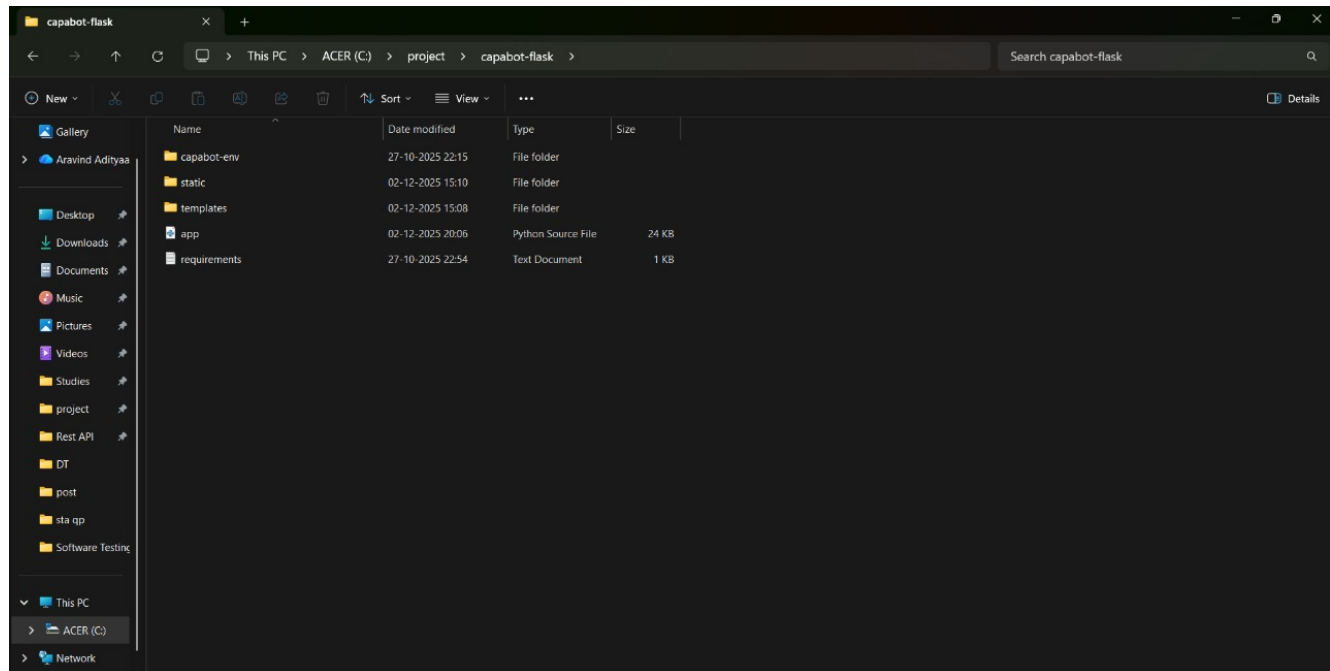 capabot-flask
This PC > ACER (C:) > project > capabot-flask >
Search capabot-flask
New
Sort
View
Details
Gallery
Aravind Adityaa
Desktop
Downloads
Documents
Music
Pictures
Videos
Studies
project
Rest API
DT
post
sta qp
Software Testing
This PC
ACER (C:)
Network
Name Date modified Type Size
capabot-env 27-10-2025 22:15 File folder
static 02-12-2025 15:10 File folder
templates 02-12-2025 15:08 File folder
app 02-12-2025 20:06 Python Source File 24 KB
requirements 27-10-2025 22:54 Text Document 1 KB